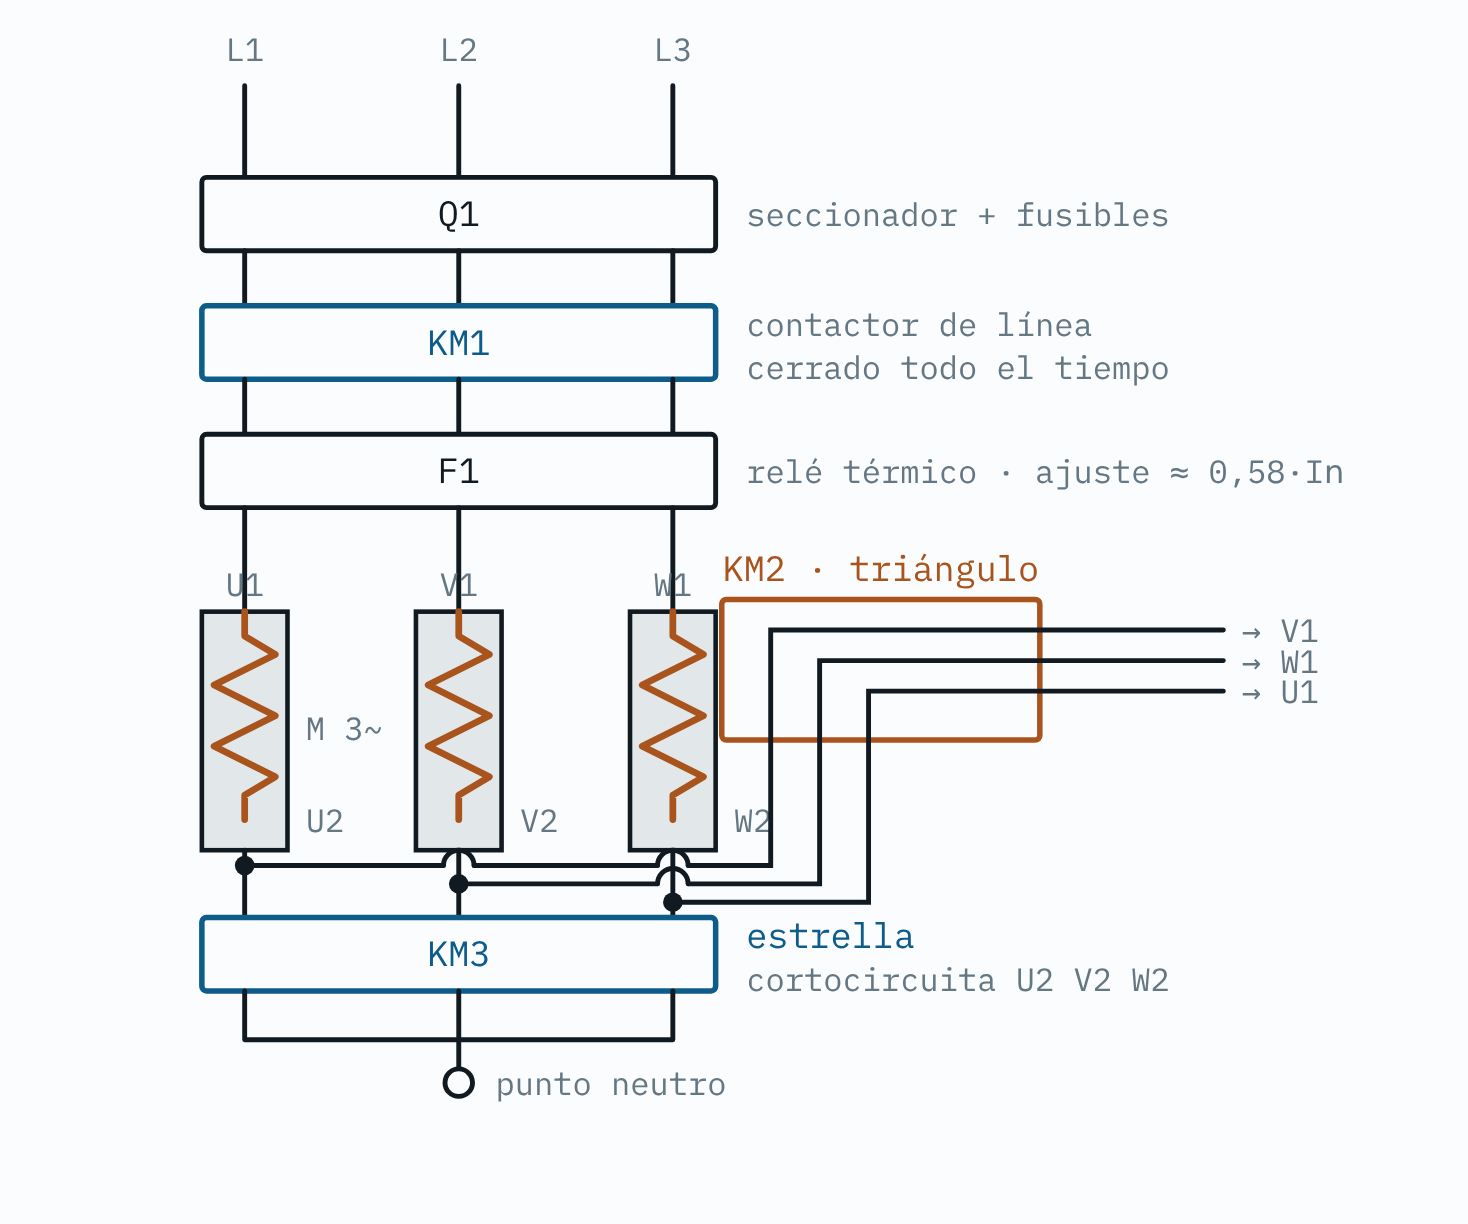 L1 L2 L3
Q1 seccionador + fusibles
KM1 contactor de línea
cerrado todo el tiempo
F1 relé térmico · ajuste ≈ 0,58·In
KM2 · triángulo
U1 V1 W1
→ V1
→ W1
→ U1
M 3~
U2 V2 W2
estrella
KM3
cortocircuita U2 V2 W2
punto neutro